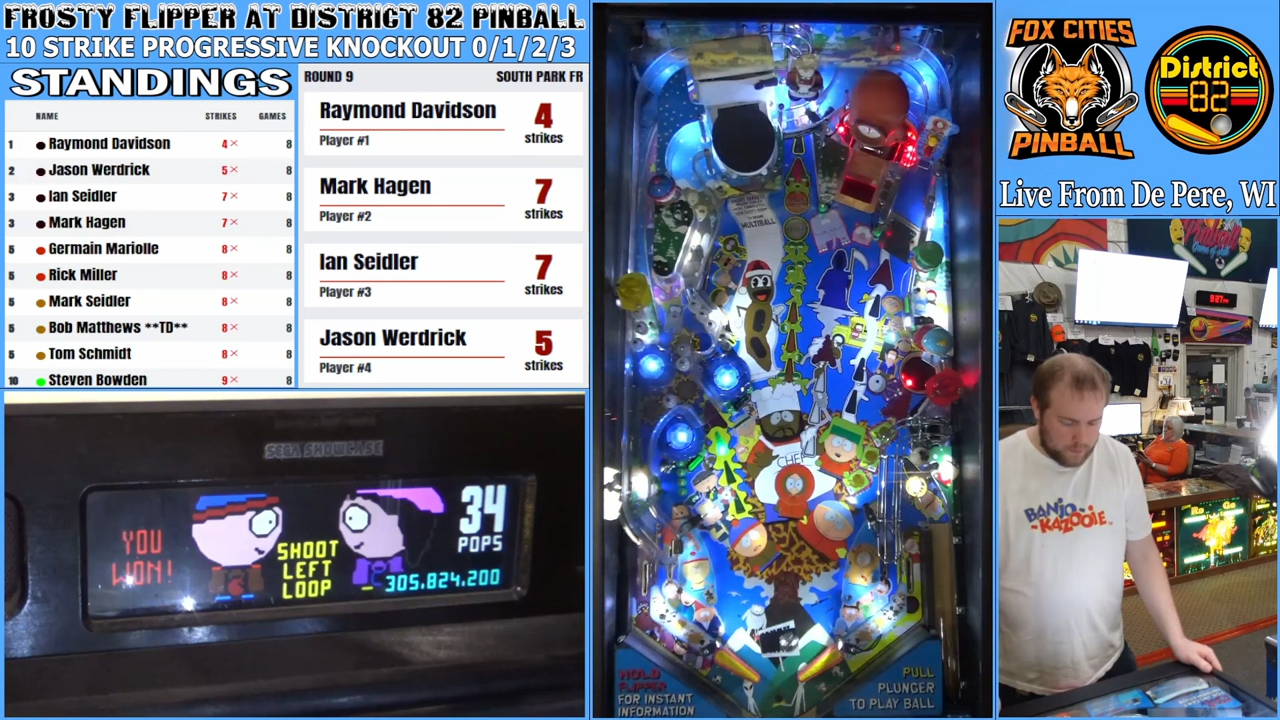 FROSTY FLIPPER AT DISTRICT 82 PINBALL
10 STRIKE PROGRESSIVE KNOCKOUT 0/1/2/3
STANDINGS
NAME STRIKES GAMES
1 Raymond Davidson 4× 8
2 Jason Werdrick 5× 8
3 Ian Seidler 7× 8
3 Mark Hagen 7× 8
5 Germain Mariolle 8× 8
5 Rick Miller 8× 8
5 Mark Seidler 8× 8
5 Bob Matthews **TD** 8× 8
5 Tom Schmidt 8× 8
10 Steven Bowden 9× 8
ROUND 9 SOUTH PARK FR
Raymond Davidson 4
Player #1 strikes
Mark Hagen 7
Player #2 strikes
Ian Seidler 7
Player #3 strikes
Jason Werdrick 5
Player #4 strikes
SEGA SHOWCASE
YOU
WON!
SHOOT
LEFT
LOOP
34
POPS
305.824.200
MULTIBALL
CHEF
HOLD
FLIPPER
FOR INSTANT
INFORMATION
PULL
PLUNGER
TO PLAY BALL
FOX CITIES
PINBALL
District
82
Live From De Pere, WI
Pinball
9:27
BANJO-
KAZOOIE